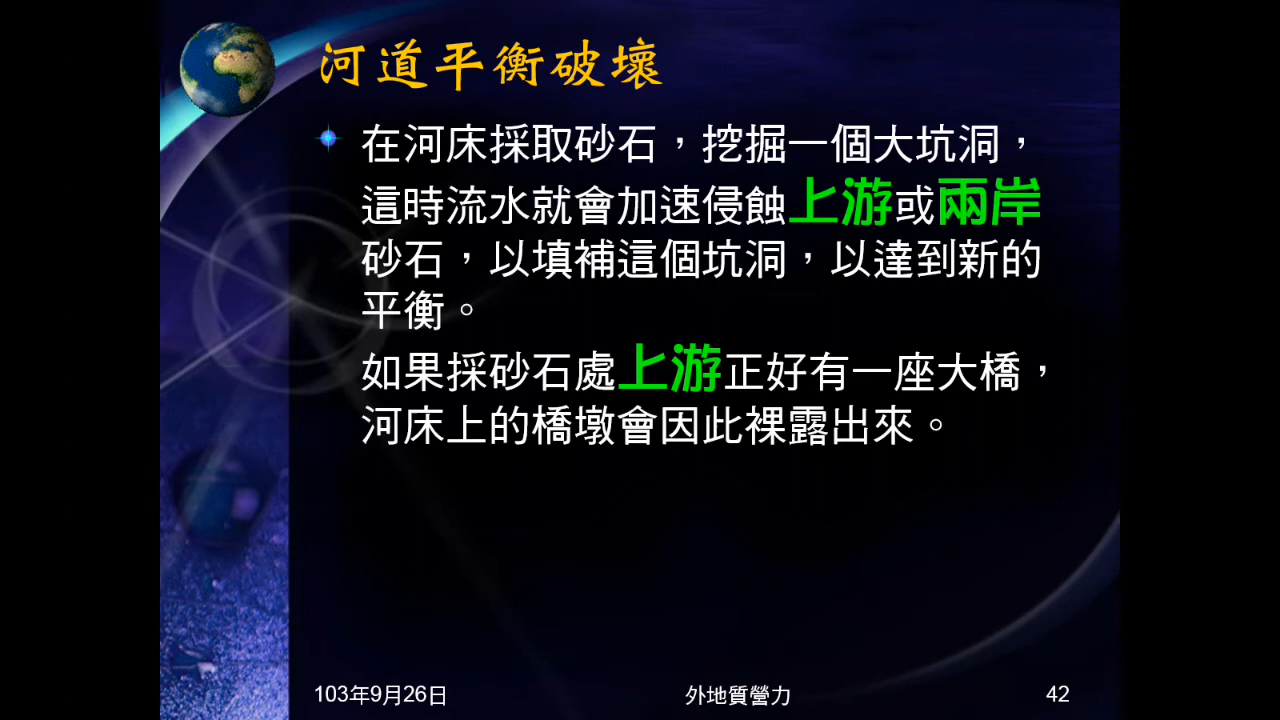 河道平衡破壞
在河床採取砂石，挖掘一個大坑洞，
這時流水就會加速侵蝕上游或兩岸
砂石，以填補這個坑洞，以達到新的
平衡。
如果採砂石處上游正好有一座大橋，
河床上的橋墩會因此裸露出來。
103年9月26日
外地質營力
42